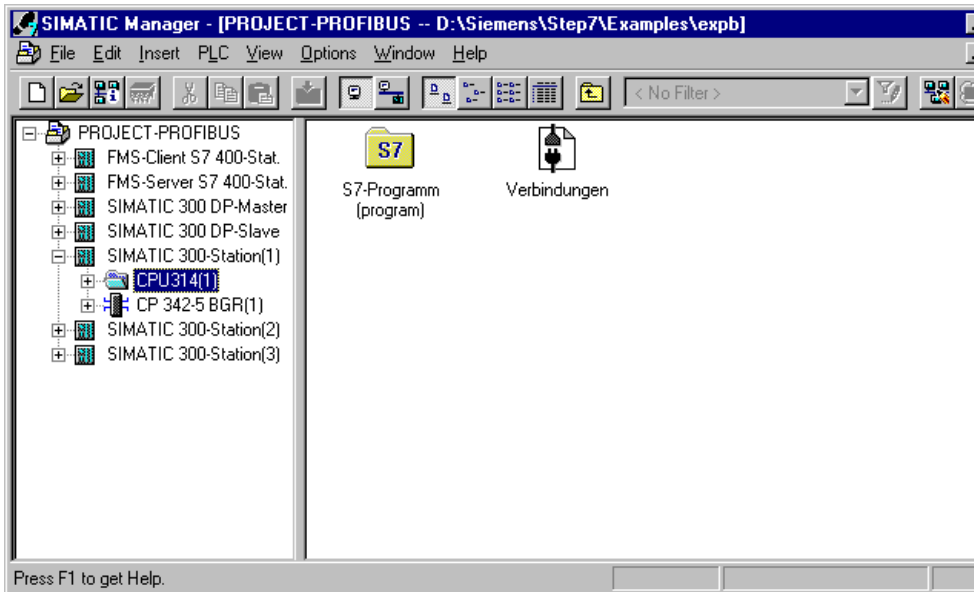 SIMATIC Manager - [PROJECT-PROFIBUS -- D:\Siemens\Step7\Examples\expb]
File Edit Insert PLC View Options Window Help
< No Filter >
PROJECT-PROFIBUS
FMS-Client S7 400-Stat.
FMS-Server S7 400-Stat.
SIMATIC 300 DP-Master
SIMATIC 300 DP-Slave
SIMATIC 300-Station(1)
CPU314(1)
CP 342-5 BGR(1)
SIMATIC 300-Station(2)
SIMATIC 300-Station(3)
S7
S7-Programm
(program)
Verbindungen
Press F1 to get Help.